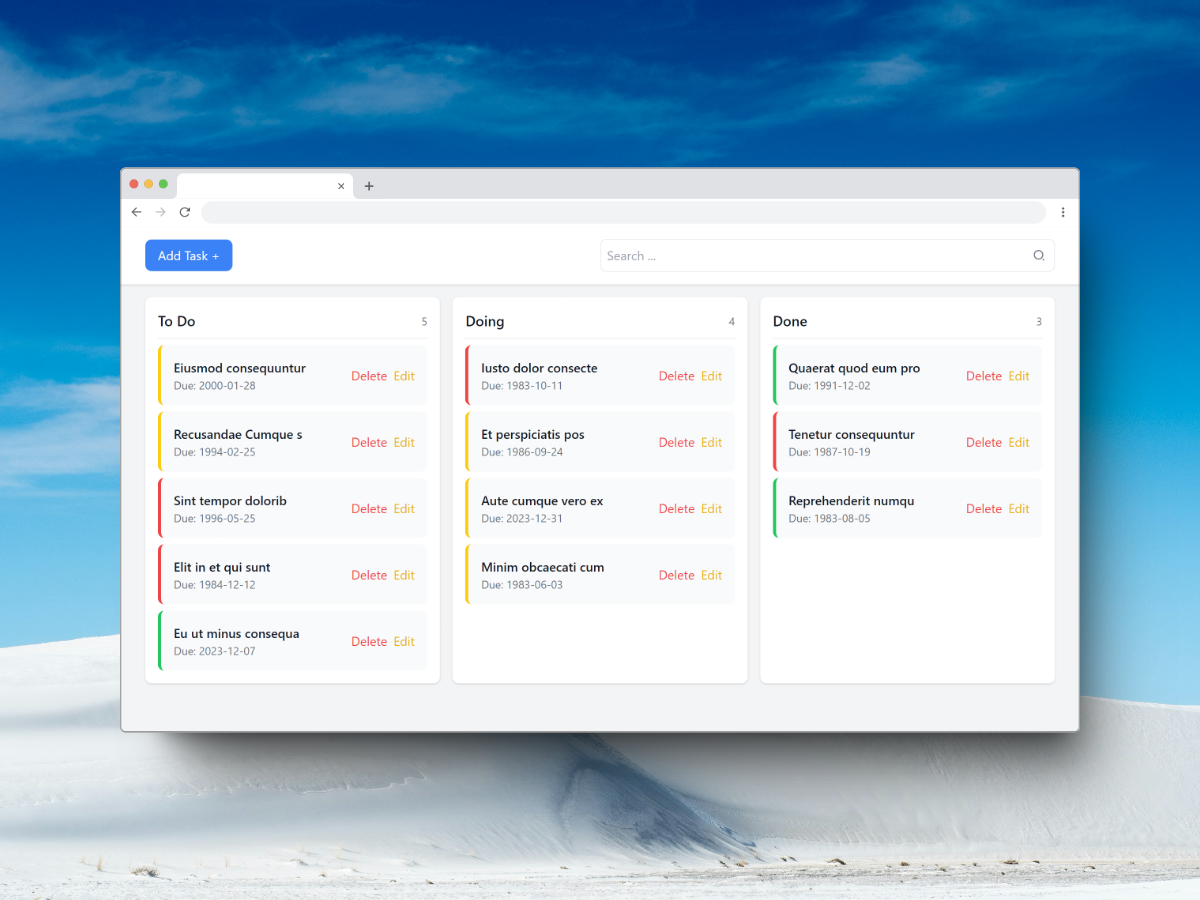 Add Task +
Search ...
To Do 5
Eiusmod consequuntur
Due: 2000-01-28
Delete Edit
Recusandae Cumque s
Due: 1994-02-25
Delete Edit
Sint tempor dolorib
Due: 1996-05-25
Delete Edit
Elit in et qui sunt
Due: 1984-12-12
Delete Edit
Eu ut minus consequa
Due: 2023-12-07
Delete Edit
Doing 4
Iusto dolor consecte
Due: 1983-10-11
Delete Edit
Et perspiciatis pos
Due: 1986-09-24
Delete Edit
Aute cumque vero ex
Due: 2023-12-31
Delete Edit
Minim obcaecati cum
Due: 1983-06-03
Delete Edit
Done 3
Quaerat quod eum pro
Due: 1991-12-02
Delete Edit
Tenetur consequuntur
Due: 1987-10-19
Delete Edit
Reprehenderit numqu
Due: 1983-08-05
Delete Edit